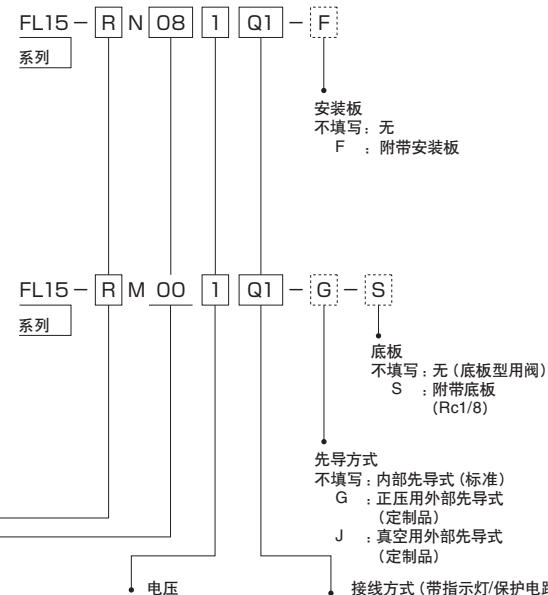 FL15－R N 08 1 Q1－F
系列
安装板
不填写：无
F ：附带安装板
FL15－R M 00 1 Q1－G－S
系列
底板
不填写：无（底板型用阀）
S ：附带底板
(Rc1/8)
先导方式
不填写：内部先导式（标准）
G ：正压用外部先导式
（定制品）
J ：真空用外部先导式
（定制品）
电压
接线方式（带指示灯/保护电路